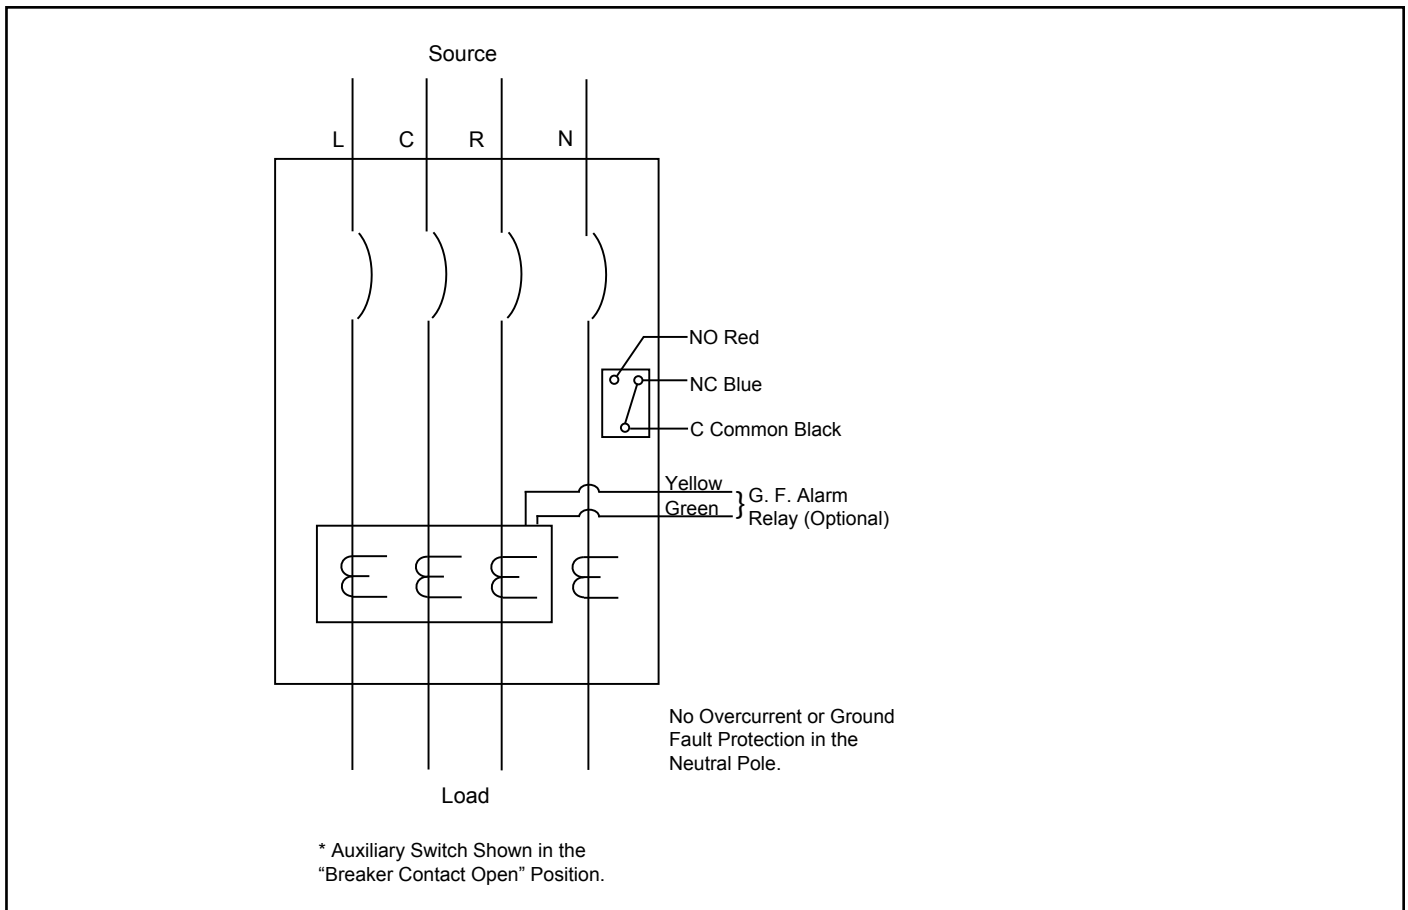 Source
L C R N
NO Red
NC Blue
C Common Black
Yellow
Green
G. F. Alarm
Relay (Optional)
No Overcurrent or Ground
Fault Protection in the
Neutral Pole.
Load
* Auxiliary Switch Shown in the
“Breaker Contact Open” Position.